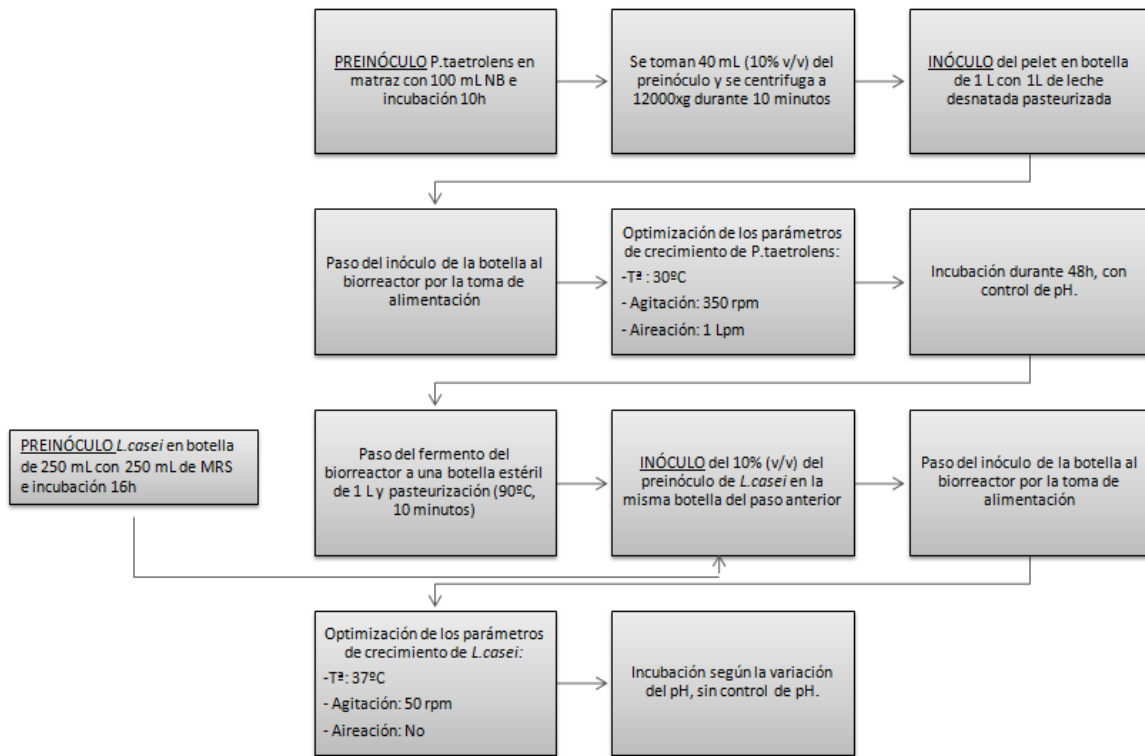 PREINÓCULO P.taetrolens en
matraz con 100 mL NB e
incubación 10h
Se toman 40 mL (10% v/v) del
preinóculo y se centrifuga a
12000xg durante 10 minutos
INÓCULO del pelet en botella
de 1 L con 1L de leche
desnatada pasteurizada
Paso del inóculo de la botella al
biorreactor por la toma de
alimentación
Optimización de los parámetros
de crecimiento de P.taetrolens:
-Tª : 30ºC
- Agitación: 350 rpm
- Aireación: 1 Lpm
Incubación durante 48h, con
control de pH.
PREINÓCULO L.casei en botella
de 250 mL con 250 mL de MRS
e incubación 16h
Paso del fermento del
biorreactor a una botella estéril
de 1 L y pasteurización (90ºC,
10 minutos)
INÓCULO del 10% (v/v) del
preinóculo de L.casei en la
misma botella del paso anterior
Paso del inóculo de la botella al
biorreactor por la toma de
alimentación
Optimización de los parámetros
de crecimiento de L.casei:
-Tª: 37ºC
- Agitación: 50 rpm
- Aireación: No
Incubación según la variación
del pH, sin control de pH.